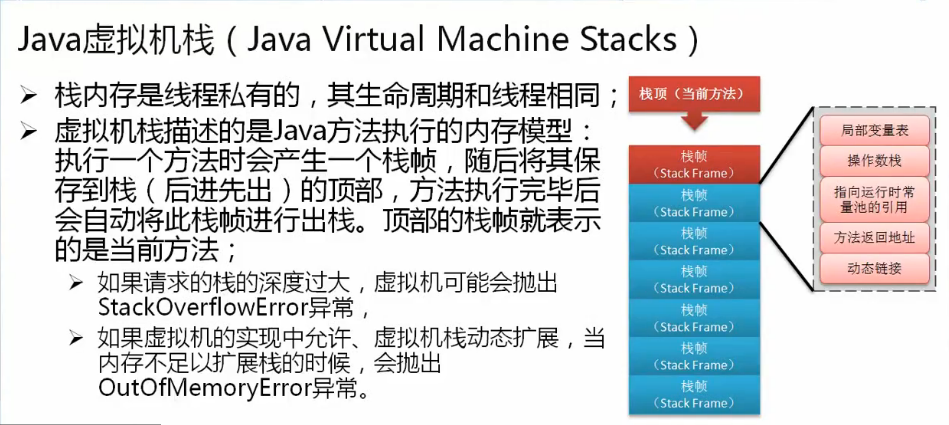 Java虚拟机栈（Java Virtual Machine Stacks）
栈内存是线程私有的，其生命周期和线程相同；
虚拟机栈描述的是Java方法执行的内存模型：
执行一个方法时会产生一个栈帧，随后将其保
存到栈（后进先出）的顶部，方法执行完毕后
会自动将此栈帧进行出栈。顶部的栈帧就表示
的是当前方法；
如果请求的栈的深度过大，虚拟机可能会抛出
StackOverflowError异常，
如果虚拟机的实现中允许、虚拟机栈动态扩展，当
内存不足以扩展栈的时候，会抛出
OutOfMemoryError异常。
栈顶（当前方法）
栈帧
（Stack Frame）
栈帧
（Stack Frame）
栈帧
（Stack Frame）
栈帧
（Stack Frame）
栈帧
（Stack Frame）
栈帧
（Stack Frame）
栈帧
（Stack Frame）
局部变量表
操作数栈
指向运行时常
量池的引用
方法返回地址
动态链接